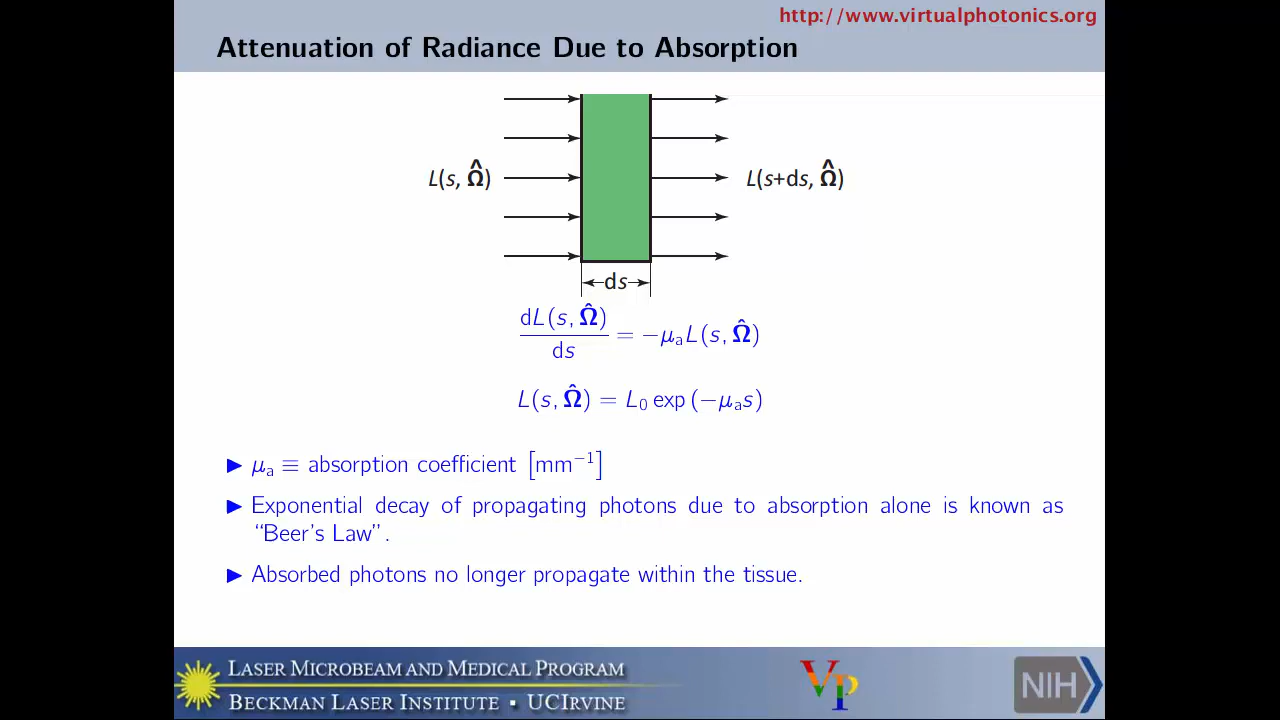 http://www.virtualphotonics.org
Attenuation of Radiance Due to Absorption
L(s, Ω̂)
L(s+ds, Ω̂)
ds
dL(s, Ω̂)/ds = −μₐL(s, Ω̂)
L(s, Ω̂) = L₀ exp (−μₐs)
▶ μₐ ≡ absorption coefficient [mm⁻¹]
▶ Exponential decay of propagating photons due to absorption alone is known as
“Beer's Law”.
▶ Absorbed photons no longer propagate within the tissue.
LASER MICROBEAM AND MEDICAL PROGRAM
BECKMAN LASER INSTITUTE ▪ UCIRVINE
VP
NIH